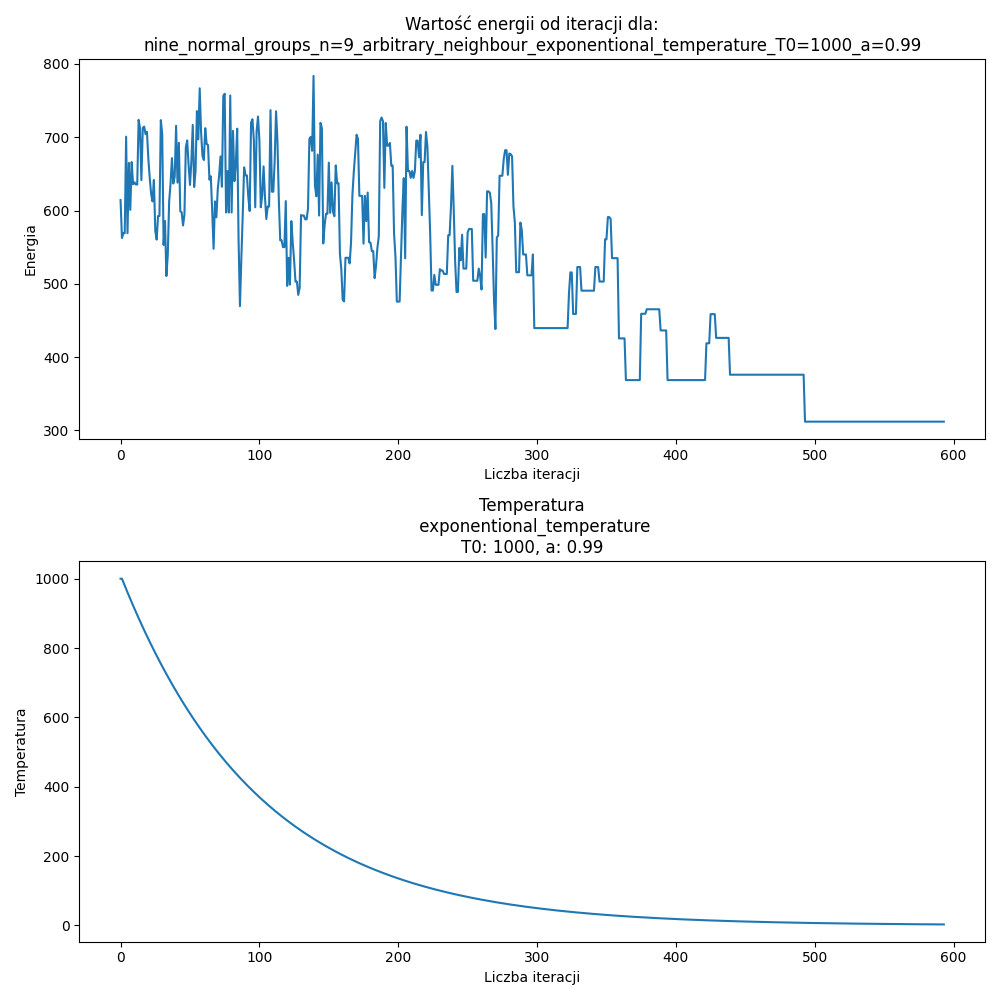 Wartość energii od iteracji dla:
nine_normal_groups_n=9_arbitrary_neighbour_exponentional_temperature_T0=1000_a=0.99
800
700
600
500
400
300
Energia
0 100 200 300 400 500 600
Liczba iteracji
Temperatura
exponentional_temperature
T0: 1000, a: 0.99
1000
800
600
400
200
0
Temperatura
0 100 200 300 400 500 600
Liczba iteracji